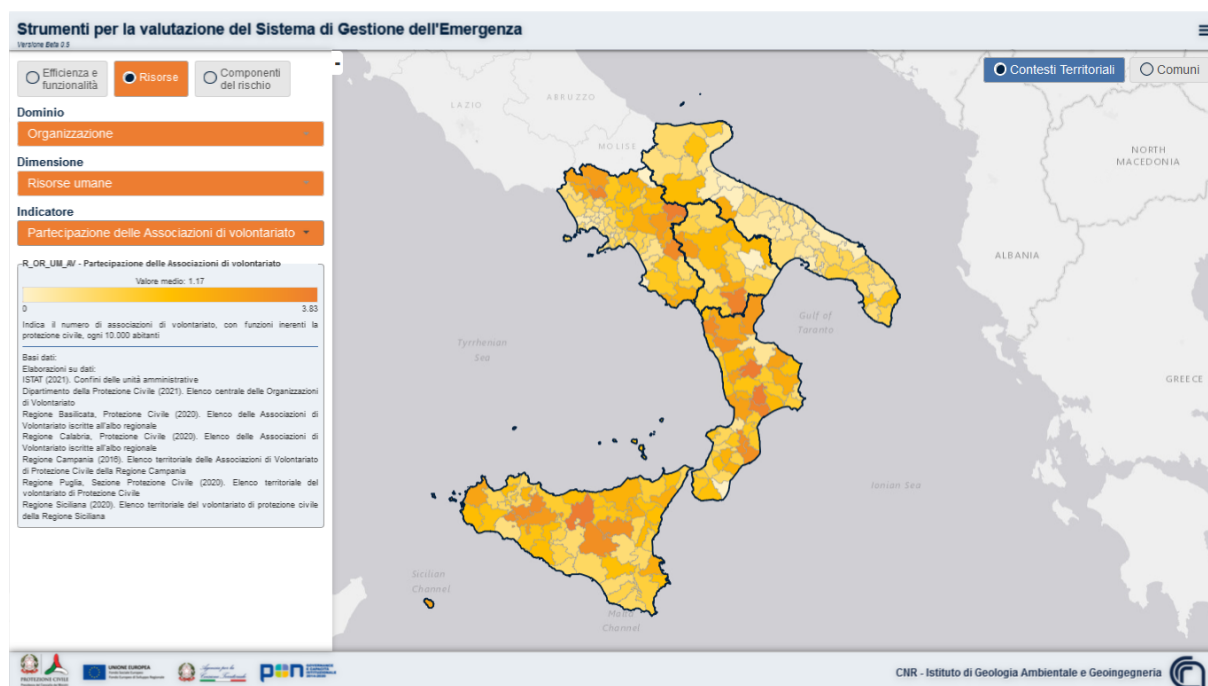 Strumenti per la valutazione del Sistema di Gestione dell'Emergenza
Versione Beta 0.5
Efficienza e
funzionalità
Risorse
Componenti
del rischio
Dominio
Organizzazione
Dimensione
Risorse umane
Indicatore
Partecipazione delle Associazioni di volontariato
R_OR_UM_AV - Partecipazione delle Associazioni di volontariato
Valore medio: 1.17
0 3.83
Indica il numero di associazioni di volontariato, con funzioni inerenti la
protezione civile, ogni 10.000 abitanti
Basi dati:
Elaborazioni su dati:
ISTAT (2021). Confini delle unità amministrative
Dipartimento della Protezione Civile (2021). Elenco centrale delle Organizzazioni
di Volontariato
Regione Basilicata, Protezione Civile (2020). Elenco delle Associazioni di
Volontariato iscritte all'albo regionale
Regione Calabria, Protezione Civile (2020). Elenco delle Associazioni di
Volontariato iscritte all'albo regionale
Regione Campania (2016). Elenco territoriale delle Associazioni di Volontariato
di Protezione Civile della Regione Campania
Regione Puglia, Sezione Protezione Civile (2020). Elenco territoriale del
volontariato di Protezione Civile
Regione Siciliana (2020). Elenco territoriale del volontariato di protezione civile
della Regione Siciliana
-
Contesti Territoriali
Comuni
LAZIO
ABRUZZO
MOLISE
NORTH
MACEDONIA
ALBANIA
GREECE
Gulf of
Taranto
Tyrrhenian
Sea
Ionian Sea
Sicilian
Channel
Malta
Channel
PROTEZIONE CIVILE
UNIONE EUROPEA
pon
CNR - Istituto di Geologia Ambientale e Geoingegneria